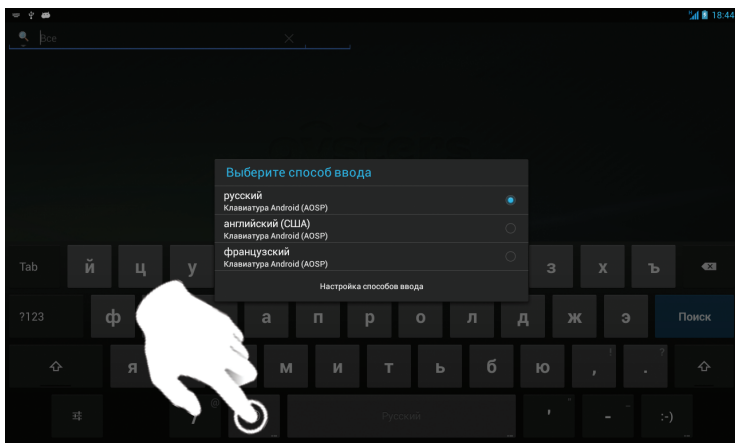 18:44
Все
Выберите способ ввода
русский
Клавиатура Android (AOSP)
английский (США)
Клавиатура Android (AOSP)
французский
Клавиатура Android (AOSP)
Настройка способов ввода
Tab й ц у з х ъ
?123 ф а п р о л д ж э Поиск
я м и т ь б ю , ! . ?
/ @ Русский ' - :-)